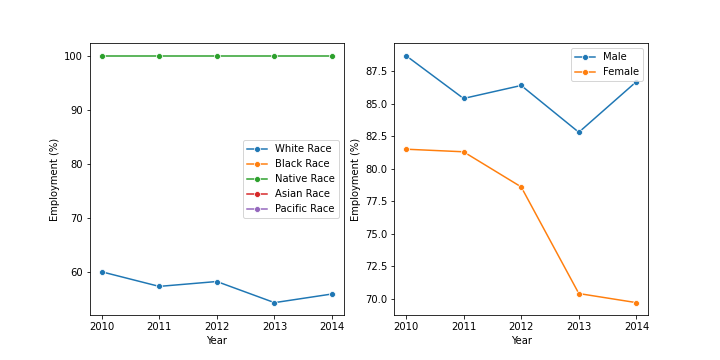 100
90
80
70
60
Employment (%)
2010 2011 2012 2013 2014
Year
White Race
Black Race
Native Race
Asian Race
Pacific Race
87.5
85.0
82.5
80.0
77.5
75.0
72.5
70.0
Employment (%)
2010 2011 2012 2013 2014
Year
Male
Female